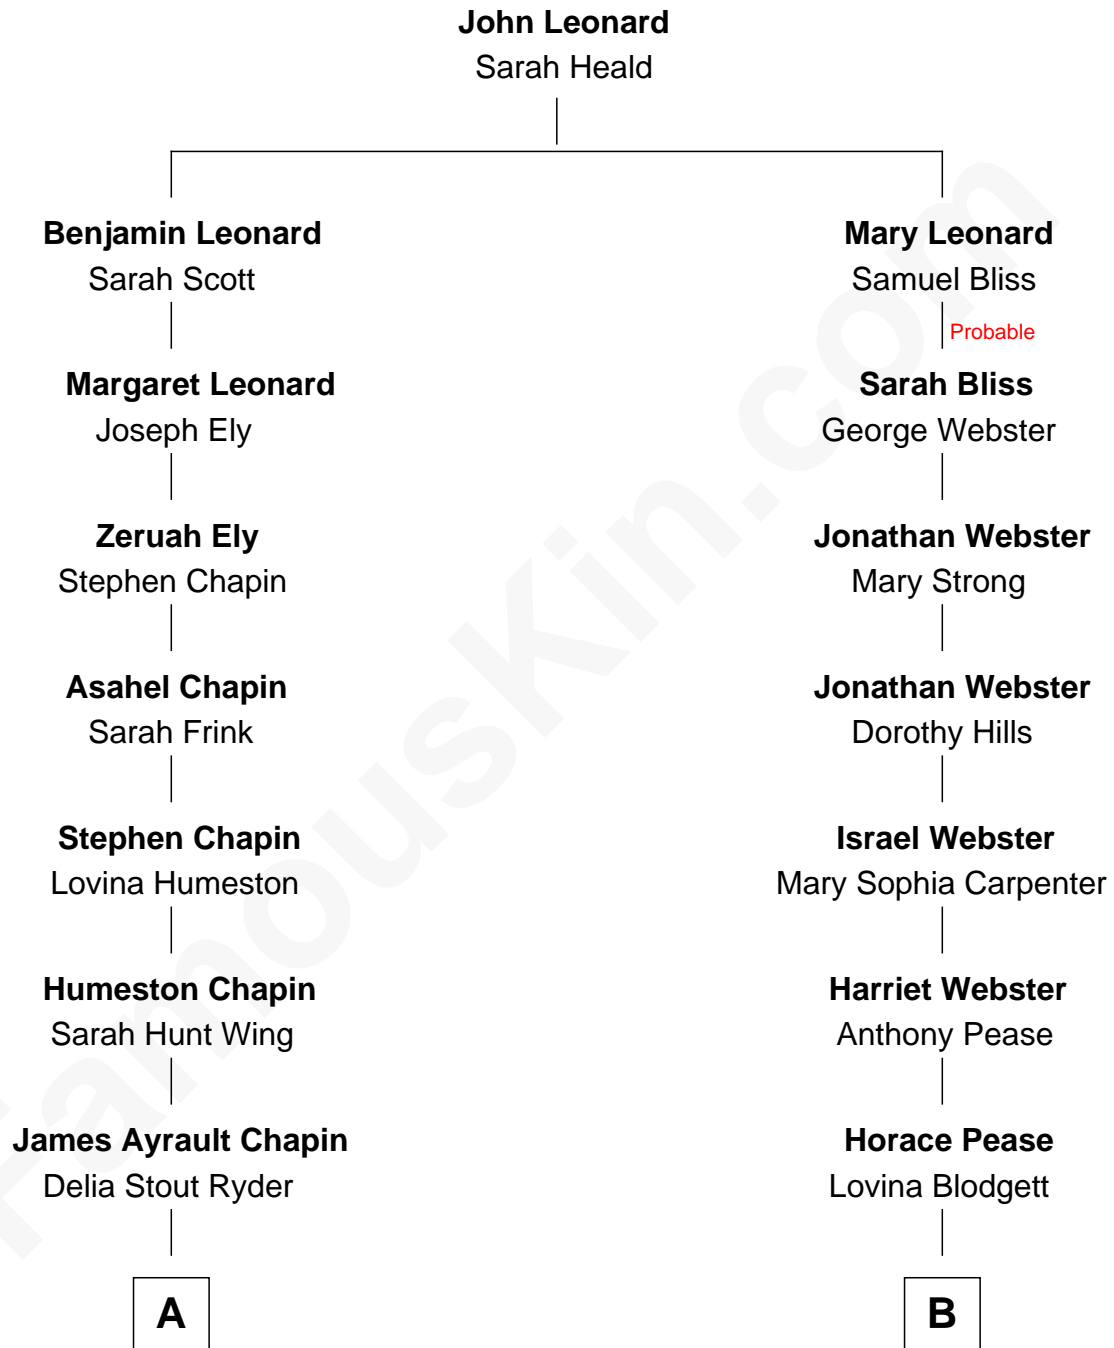 John Leonard
Sarah Heald
Benjamin Leonard
Sarah Scott
Mary Leonard
Samuel Bliss
Probable
Margaret Leonard
Joseph Ely
Sarah Bliss
George Webster
Zeruah Ely
Stephen Chapin
Jonathan Webster
Mary Strong
Asahel Chapin
Sarah Frink
Jonathan Webster
Dorothy Hills
Stephen Chapin
Lovina Humeston
Israel Webster
Mary Sophia Carpenter
Humeston Chapin
Sarah Hunt Wing
Harriet Webster
Anthony Pease
James Ayrault Chapin
Delia Stout Ryder
Horace Pease
Lovina Blodgett
A
B
FamousKin.com